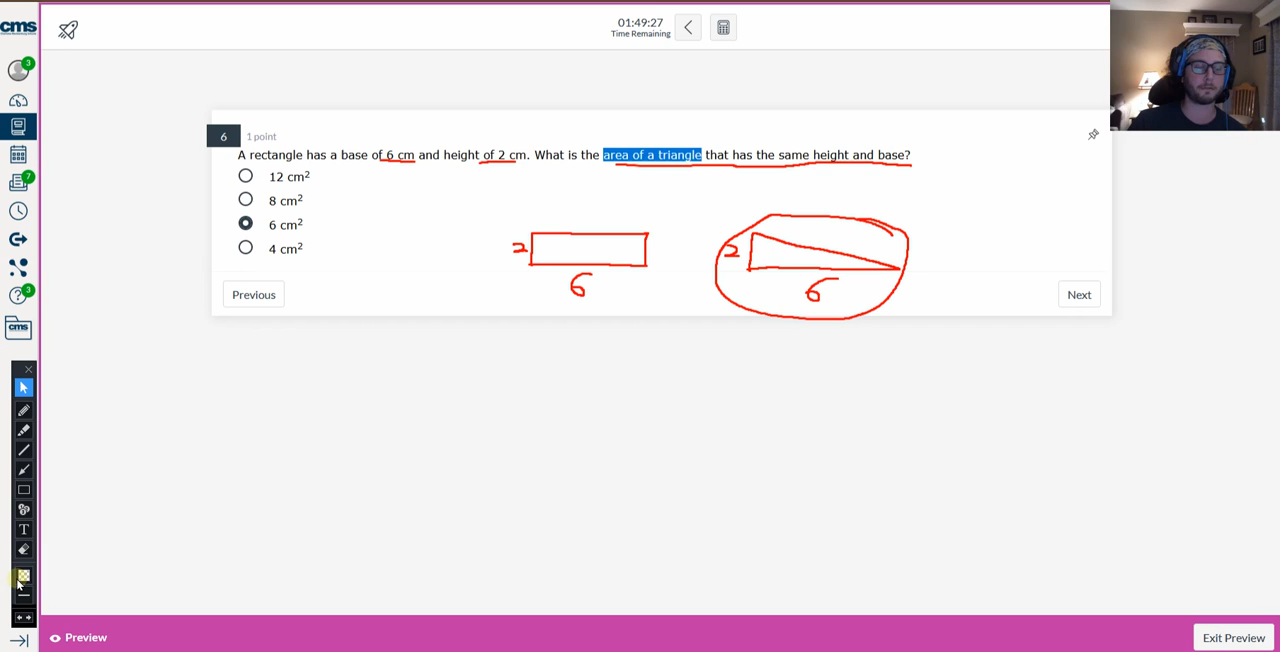 cms
01:49:27
Time Remaining
3
6
1 point
A rectangle has a base of 6 cm and height of 2 cm. What is the area of a triangle that has the same height and base?
12 cm²
8 cm²
6 cm²
4 cm²
7
2
6
2
6
Previous
Next
?
3
cms
T
Preview
Exit Preview